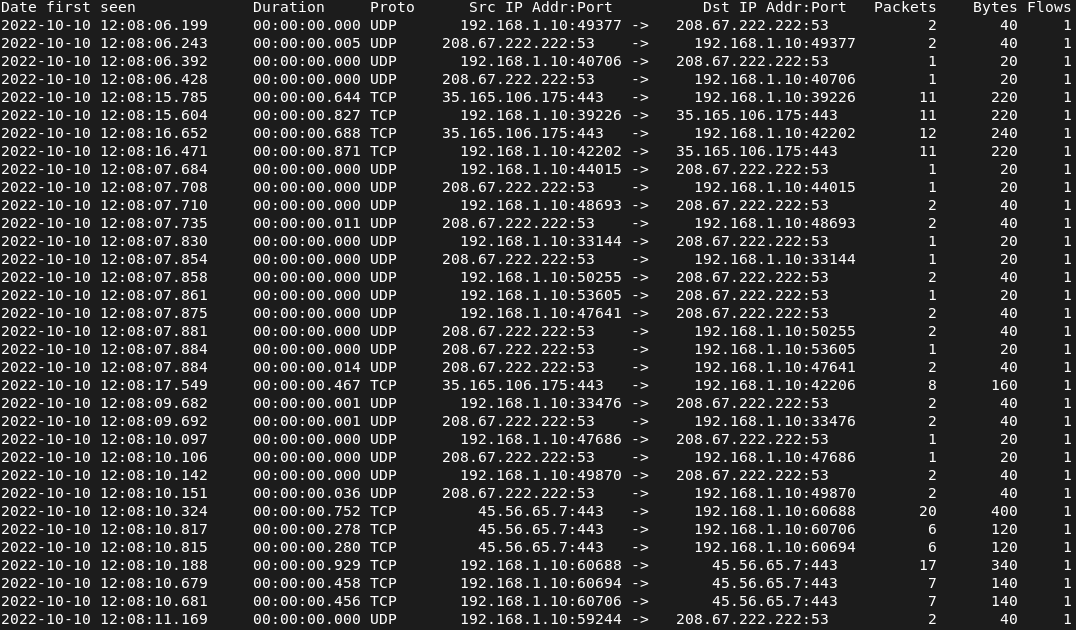 Date first seen Duration Proto Src IP Addr:Port Dst IP Addr:Port Packets Bytes Flows
2022-10-10 12:08:06.199 00:00:00.000 UDP 192.168.1.10:49377 -> 208.67.222.222:53 2 40 1
2022-10-10 12:08:06.243 00:00:00.005 UDP 208.67.222.222:53 -> 192.168.1.10:49377 2 40 1
2022-10-10 12:08:06.392 00:00:00.000 UDP 192.168.1.10:40706 -> 208.67.222.222:53 1 20 1
2022-10-10 12:08:06.428 00:00:00.000 UDP 208.67.222.222:53 -> 192.168.1.10:40706 1 20 1
2022-10-10 12:08:15.785 00:00:00.644 TCP 35.165.106.175:443 -> 192.168.1.10:39226 11 220 1
2022-10-10 12:08:15.604 00:00:00.827 TCP 192.168.1.10:39226 -> 35.165.106.175:443 11 220 1
2022-10-10 12:08:16.652 00:00:00.688 TCP 35.165.106.175:443 -> 192.168.1.10:42202 12 240 1
2022-10-10 12:08:16.471 00:00:00.871 TCP 192.168.1.10:42202 -> 35.165.106.175:443 11 220 1
2022-10-10 12:08:07.684 00:00:00.000 UDP 192.168.1.10:44015 -> 208.67.222.222:53 1 20 1
2022-10-10 12:08:07.708 00:00:00.000 UDP 208.67.222.222:53 -> 192.168.1.10:44015 1 20 1
2022-10-10 12:08:07.710 00:00:00.000 UDP 192.168.1.10:48693 -> 208.67.222.222:53 2 40 1
2022-10-10 12:08:07.735 00:00:00.011 UDP 208.67.222.222:53 -> 192.168.1.10:48693 2 40 1
2022-10-10 12:08:07.830 00:00:00.000 UDP 192.168.1.10:33144 -> 208.67.222.222:53 1 20 1
2022-10-10 12:08:07.854 00:00:00.000 UDP 208.67.222.222:53 -> 192.168.1.10:33144 1 20 1
2022-10-10 12:08:07.858 00:00:00.000 UDP 192.168.1.10:50255 -> 208.67.222.222:53 2 40 1
2022-10-10 12:08:07.861 00:00:00.000 UDP 192.168.1.10:53605 -> 208.67.222.222:53 1 20 1
2022-10-10 12:08:07.875 00:00:00.000 UDP 192.168.1.10:47641 -> 208.67.222.222:53 2 40 1
2022-10-10 12:08:07.881 00:00:00.000 UDP 208.67.222.222:53 -> 192.168.1.10:50255 2 40 1
2022-10-10 12:08:07.884 00:00:00.000 UDP 208.67.222.222:53 -> 192.168.1.10:53605 1 20 1
2022-10-10 12:08:07.884 00:00:00.014 UDP 208.67.222.222:53 -> 192.168.1.10:47641 2 40 1
2022-10-10 12:08:17.549 00:00:00.467 TCP 35.165.106.175:443 -> 192.168.1.10:42206 8 160 1
2022-10-10 12:08:09.682 00:00:00.001 UDP 192.168.1.10:33476 -> 208.67.222.222:53 2 40 1
2022-10-10 12:08:09.692 00:00:00.001 UDP 208.67.222.222:53 -> 192.168.1.10:33476 2 40 1
2022-10-10 12:08:10.097 00:00:00.000 UDP 192.168.1.10:47686 -> 208.67.222.222:53 1 20 1
2022-10-10 12:08:10.106 00:00:00.000 UDP 208.67.222.222:53 -> 192.168.1.10:47686 1 20 1
2022-10-10 12:08:10.142 00:00:00.000 UDP 192.168.1.10:49870 -> 208.67.222.222:53 2 40 1
2022-10-10 12:08:10.151 00:00:00.036 UDP 208.67.222.222:53 -> 192.168.1.10:49870 2 40 1
2022-10-10 12:08:10.324 00:00:00.752 TCP 45.56.65.7:443 -> 192.168.1.10:60688 20 400 1
2022-10-10 12:08:10.817 00:00:00.278 TCP 45.56.65.7:443 -> 192.168.1.10:60706 6 120 1
2022-10-10 12:08:10.815 00:00:00.280 TCP 45.56.65.7:443 -> 192.168.1.10:60694 6 120 1
2022-10-10 12:08:10.188 00:00:00.929 TCP 192.168.1.10:60688 -> 45.56.65.7:443 17 340 1
2022-10-10 12:08:10.679 00:00:00.458 TCP 192.168.1.10:60694 -> 45.56.65.7:443 7 140 1
2022-10-10 12:08:10.681 00:00:00.456 TCP 192.168.1.10:60706 -> 45.56.65.7:443 7 140 1
2022-10-10 12:08:11.169 00:00:00.000 UDP 192.168.1.10:59244 -> 208.67.222.222:53 2 40 1